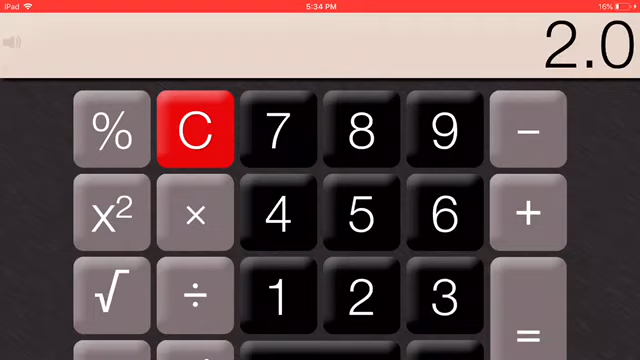 iPad 5:34 PM 16%
2.0
% C 7 8 9 −
x² × 4 5 6 +
√ ÷ 1 2 3 =